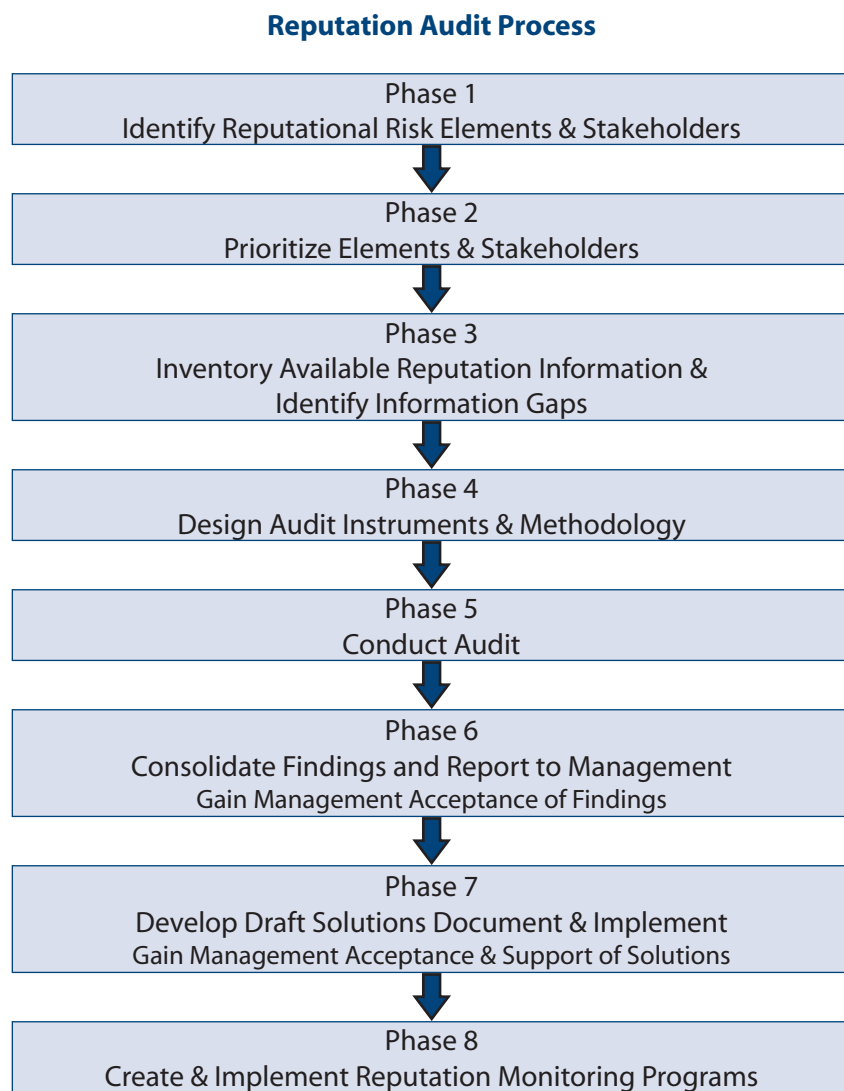 Reputation Audit Process
Phase 1
Identify Reputational Risk Elements & Stakeholders
Phase 2
Prioritize Elements & Stakeholders
Phase 3
Inventory Available Reputation Information &
Identify Information Gaps
Phase 4
Design Audit Instruments & Methodology
Phase 5
Conduct Audit
Phase 6
Consolidate Findings and Report to Management
Gain Management Acceptance of Findings
Phase 7
Develop Draft Solutions Document & Implement
Gain Management Acceptance & Support of Solutions
Phase 8
Create & Implement Reputation Monitoring Programs